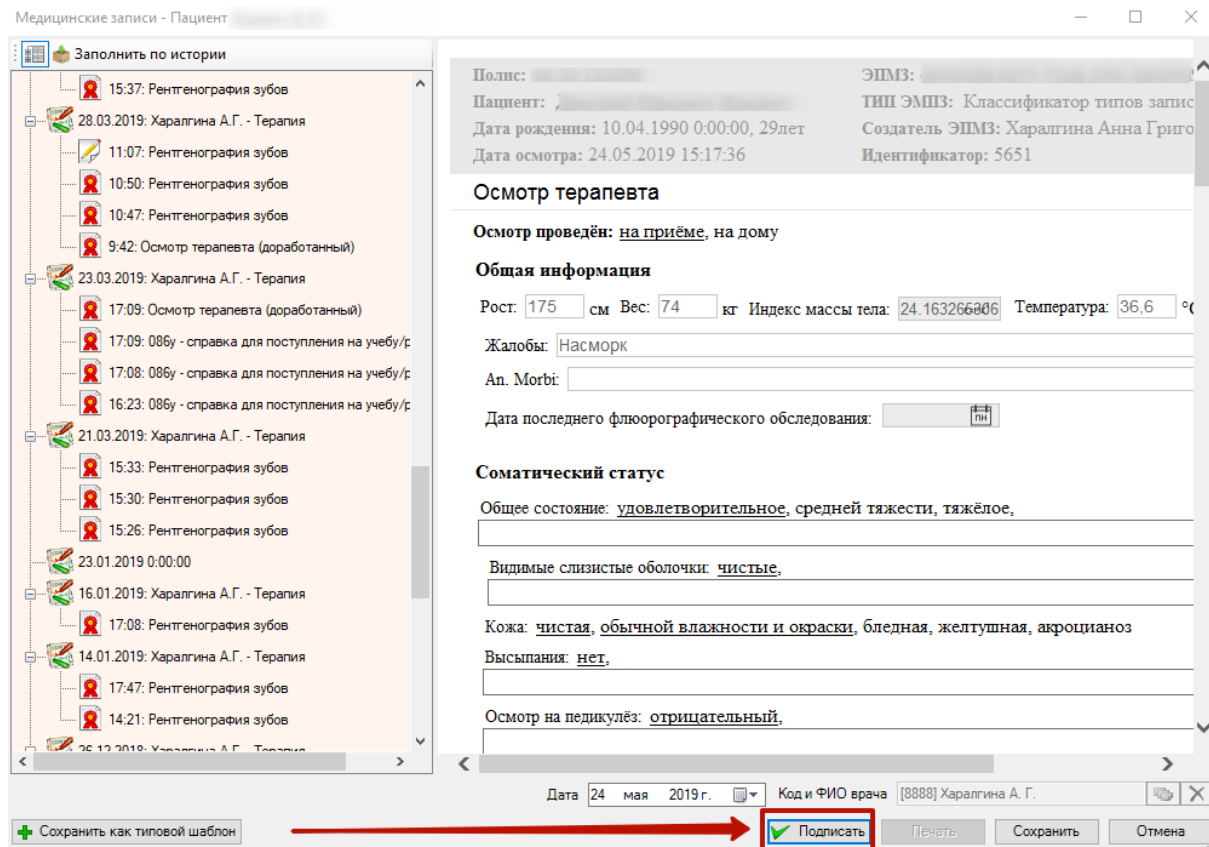 Медицинские записи - Пациент
Заполнить по истории
15:37: Рентгенография зубов
28.03.2019: Харалгина А.Г. - Терапия
11:07: Рентгенография зубов
10:50: Рентгенография зубов
10:47: Рентгенография зубов
9:42: Осмотр терапевта (доработанный)
23.03.2019: Харалгина А.Г. - Терапия
17:09: Осмотр терапевта (доработанный)
17:09: 086у - справка для поступления на учебу/р
17:08: 086у - справка для поступления на учебу/р
16:23: 086у - справка для поступления на учебу/р
21.03.2019: Харалгина А.Г. - Терапия
15:33: Рентгенография зубов
15:30: Рентгенография зубов
15:26: Рентгенография зубов
23.01.2019 0:00:00
16.01.2019: Харалгина А.Г. - Терапия
17:08: Рентгенография зубов
14.01.2019: Харалгина А.Г. - Терапия
17:47: Рентгенография зубов
14:21: Рентгенография зубов
26.12.2018: Харалгина А.Г. - Терапия
Полис: ЭПМЗ:
Пациент: ТИП ЭМПЗ: Классификатор типов запис
Дата рождения: 10.04.1990 0:00:00, 29лет Создатель ЭПМЗ: Харалгина Анна Григо
Дата осмотра: 24.05.2019 15:17:36 Идентификатор: 5651
Осмотр терапевта
Осмотр проведён: на приёме, на дому
Общая информация
Рост: 175 см Вес: 74 кг Индекс массы тела: Температура: 36,6 °C
Жалобы: Насморк
An. Morbi:
Дата последнего флюорографического обследования: ПН
Соматический статус
Общее состояние: удовлетворительное, средней тяжести, тяжёлое,
Видимые слизистые оболочки: чистые,
Кожа: чистая, обычной влажности и окраски, бледная, желтушная, акроцианоз
Высыпания: нет,
Осмотр на педикулёз: отрицательный,
Дата 24 мая 2019 г. Код и ФИО врача [8888] Харалгина А. Г.
Сохранить как типовой шаблон Подписать Печать Сохранить Отмена